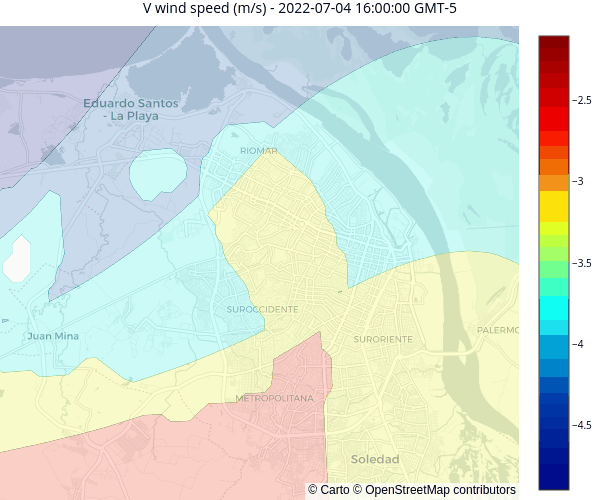 V wind speed (m/s) - 2022-07-04 16:00:00 GMT-5
Eduardo Santos
- La Playa
RIOMAR
SUROCCIDENTE
Juan Mina
SURORIENTE
PALERMO
METROPOLITANA
Soledad
© Carto © OpenStreetMap contributors
−2.5
−3
−3.5
−4
−4.5